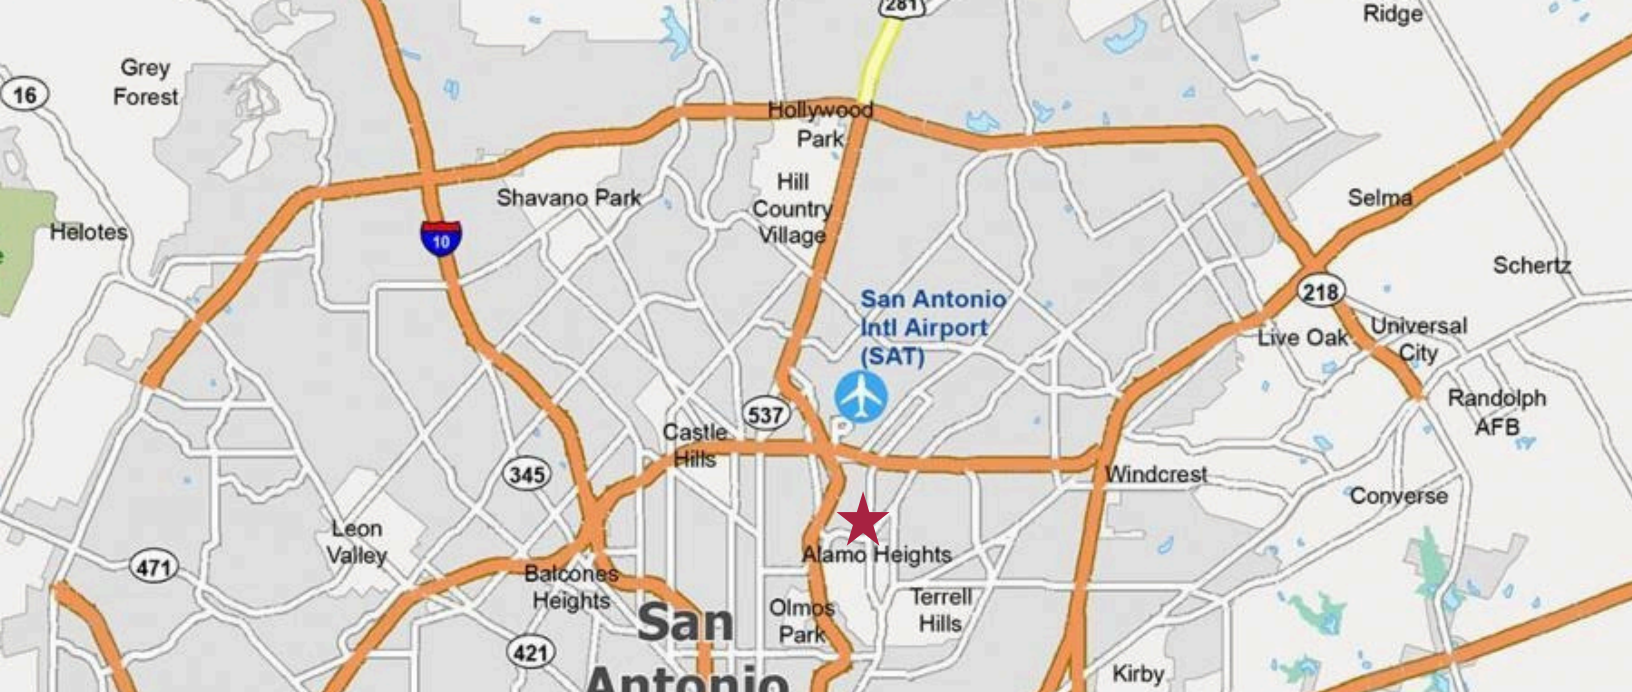 281
Ridge
Grey
Forest
16
Hollywood
Park
Hill
Country
Village
Shavano Park
Selma
Helotes
10
Schertz
218
San Antonio
Intl Airport
(SAT)
Live Oak
Universal
City
Randolph
AFB
537
Castle
Hills
345
Windcrest
Converse
Leon
Valley
471
Alamo Heights
Balcones
Heights
Terrell
Hills
Olmos
Park
San
Antonio
421
Kirby